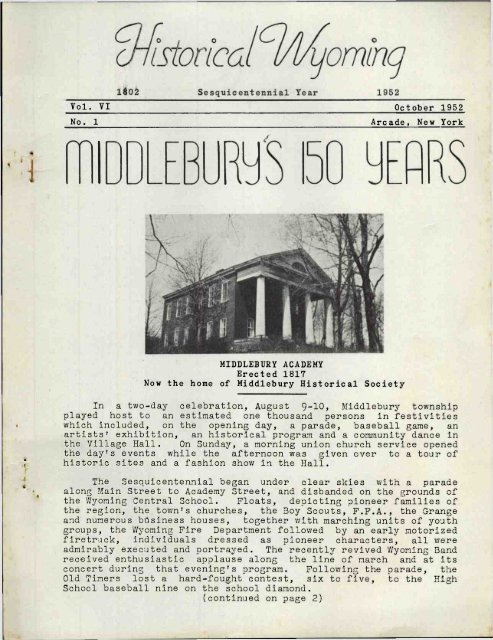 Historical Wyoming
1802 Sesquicentennial Year 1952
Vol. VI October 1952
No. 1 Arcade, New York
MIDDLEBURY'S 150 YEARS
MIDDLEBURY ACADEMY
Erected 1817
Now the home of Middlebury Historical Society
In a two-day celebration, August 9-10, Middlebury township
played host to an estimated one thousand persons in festivities
which included, on the opening day, a parade, baseball game, an
artists' exhibition, an historical program and a community dance in
the Village Hall. On Sunday, a morning union church service opened
the day's events while the afternoon was given over to a tour of
historic sites and a fashion show in the Hall.
The Sesquicentennial began under clear skies with a parade
along Main Street to Academy Street, and disbanded on the grounds of
the Wyoming Central School. Floats, depicting pioneer families of
the region, the town's churches, the Boy Scouts, F.F.A., the Grange
and numerous business houses, together with marching units of youth
groups, the Wyoming Fire Department followed by an early motorized
firetruck, individuals dressed as pioneer characters, all were
admirably executed and portrayed. The recently revived Wyoming Band
received enthusiastic applause along the line of march and at its
concert during that evening's program. Following the parade, the
Old Timers lost a hard-fought contest, six to five, to the High
School baseball nine on the school diamond.
(continued on page 2)